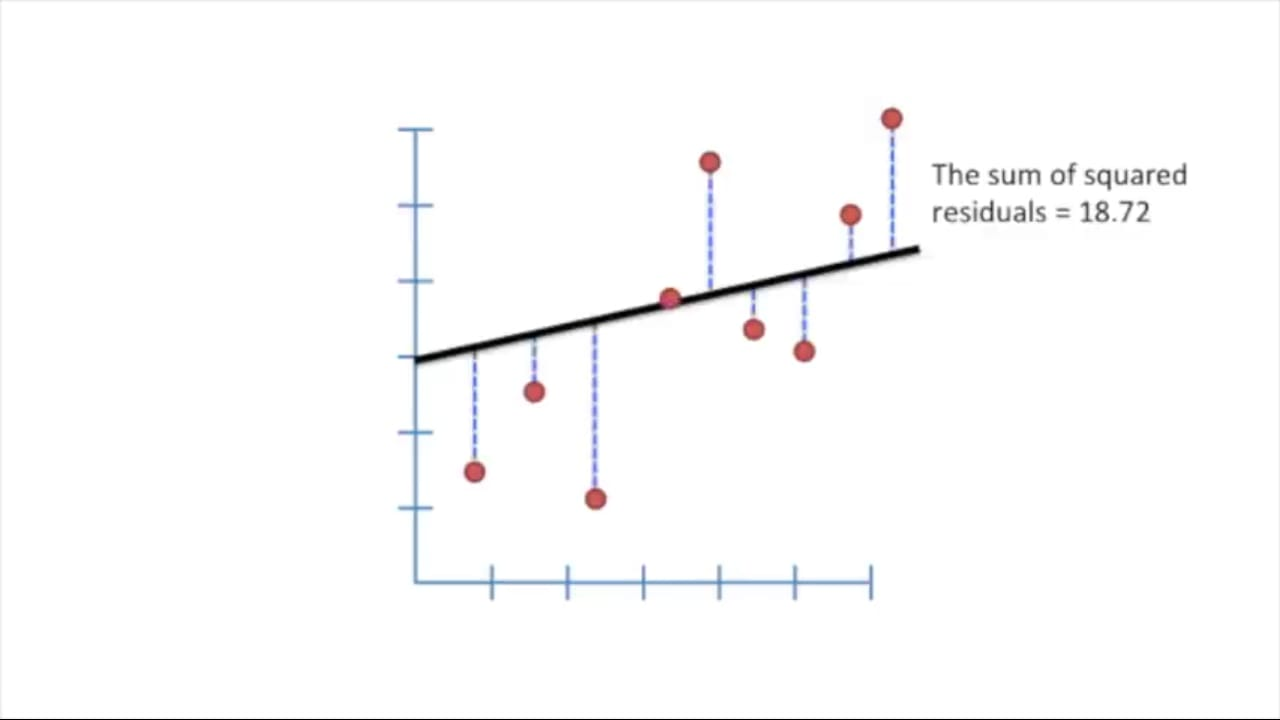 The sum of squared
residuals = 18.72